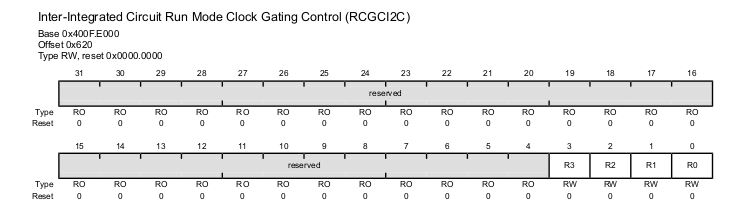 Inter-Integrated Circuit Run Mode Clock Gating Control (RCGCI2C)
Base 0x400F.E000
Offset 0x620
Type RW, reset 0x0000.0000
31 30 29 28 27 26 25 24 23 22 21 20 19 18 17 16
reserved
Type RO RO RO RO RO RO RO RO RO RO RO RO RO RO RO RO
Reset 0 0 0 0 0 0 0 0 0 0 0 0 0 0 0 0
15 14 13 12 11 10 9 8 7 6 5 4 3 2 1 0
reserved R3 R2 R1 R0
Type RO RO RO RO RO RO RO RO RO RO RO RO RW RW RW RW
Reset 0 0 0 0 0 0 0 0 0 0 0 0 0 0 0 0